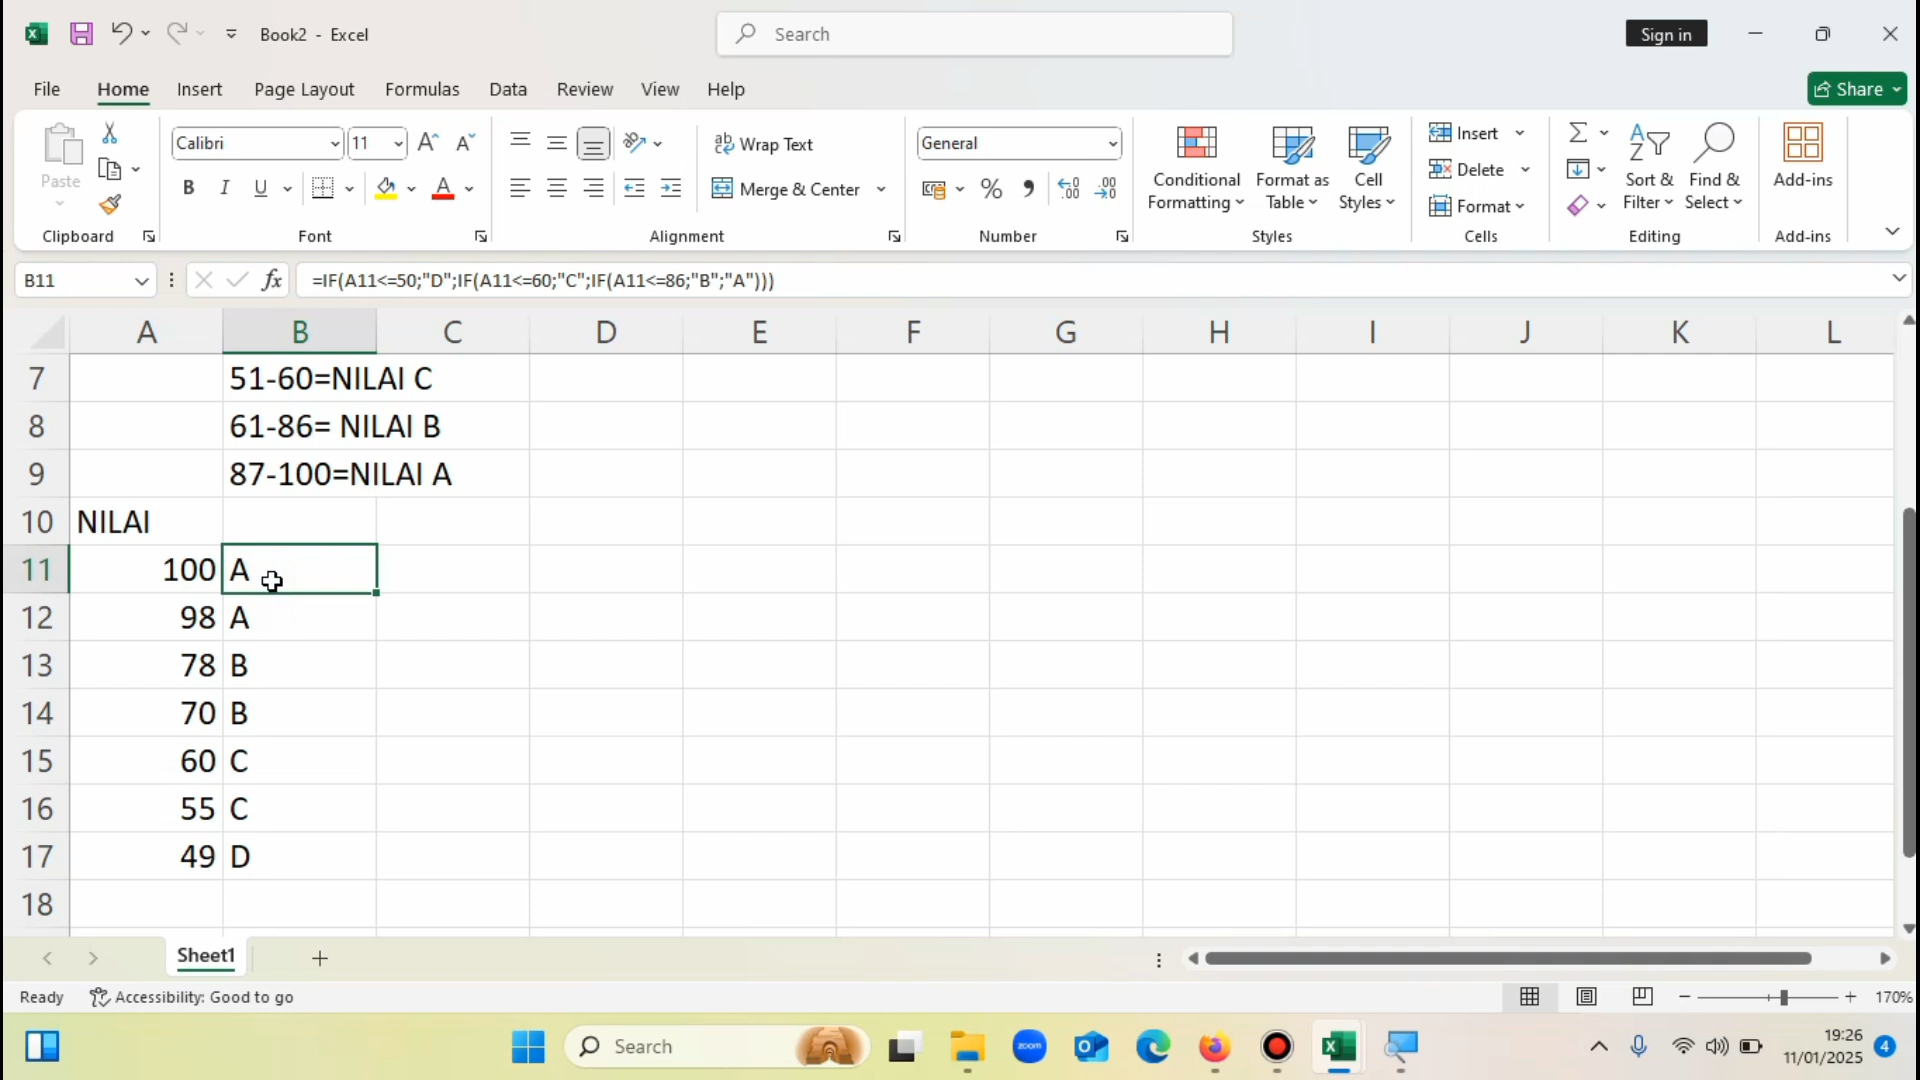 Book2 - Excel
Search
Sign in
File Home Insert Page Layout Formulas Data Review View Help
Share
Paste
Calibri
11
B I U
Wrap Text
Merge & Center
General
Conditional Formatting
Format as Table
Cell Styles
Insert
Delete
Format
Sort & Filter
Find & Select
Add-ins
Clipboard
Font
Alignment
Number
Styles
Cells
Editing
Add-ins
B11
fx
=IF(A11<=50;"D";IF(A11<=60;"C";IF(A11<=86;"B";"A")))
A B C D E F G H I J K L
7 51-60=NILAI C
8 61-86= NILAI B
9 87-100=NILAI A
10 NILAI
11 100 A
12 98 A
13 78 B
14 70 B
15 60 C
16 55 C
17 49 D
18
Sheet1
Ready
Accessibility: Good to go
170%
Search
zoom
19:26
11/01/2025
4